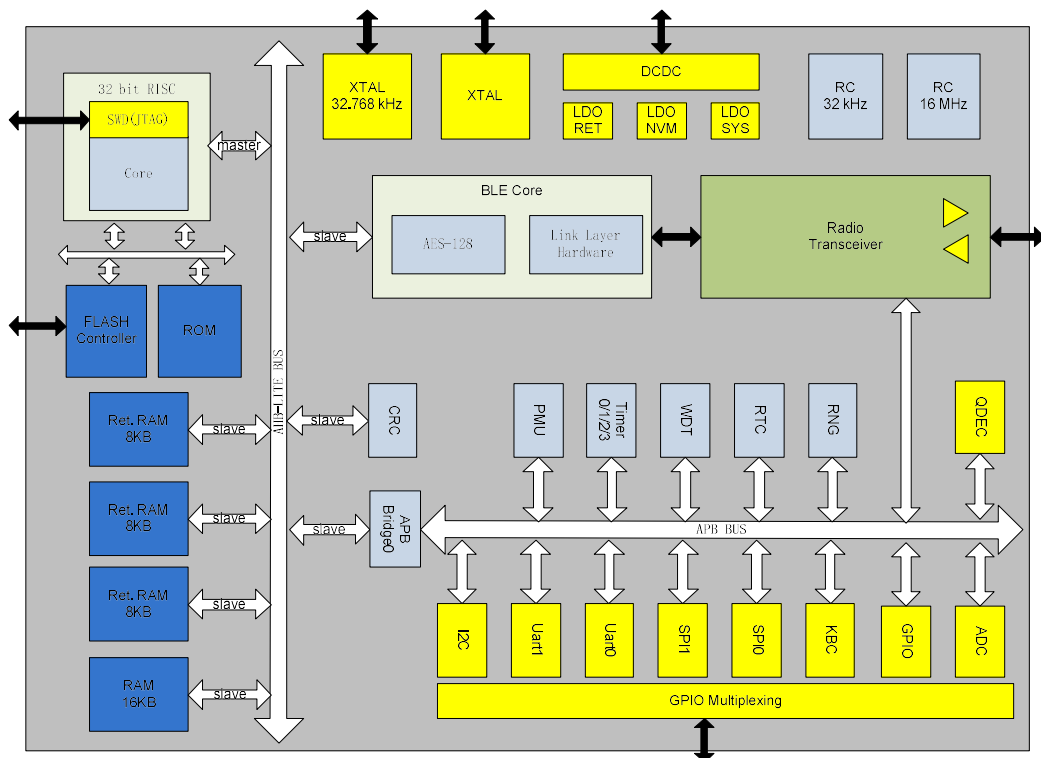 XTAL
32.768 kHz
XTAL
DCDC
LDO
RET
LDO
NVM
LDO
SYS
RC
32 kHz
RC
16 MHz
32 bit RISC
SWD(JTAG)
Core
master
BLE Core
AES-128
Link Layer
Hardware
slave
Radio
Transceiver
FLASH
Controller
ROM
AHB-LITE BUS
Ret. RAM
8KB
slave
Ret. RAM
8KB
slave
Ret. RAM
8KB
slave
RAM
16KB
slave
slave
CRC
slave
APB
Bridge0
PMU
Timer
0/1/2/3
WDT
RTC
RNG
QDEC
APB BUS
I2C
Uart1
Uart0
SPI1
SPI0
KBC
GPIO
ADC
GPIO Multiplexing